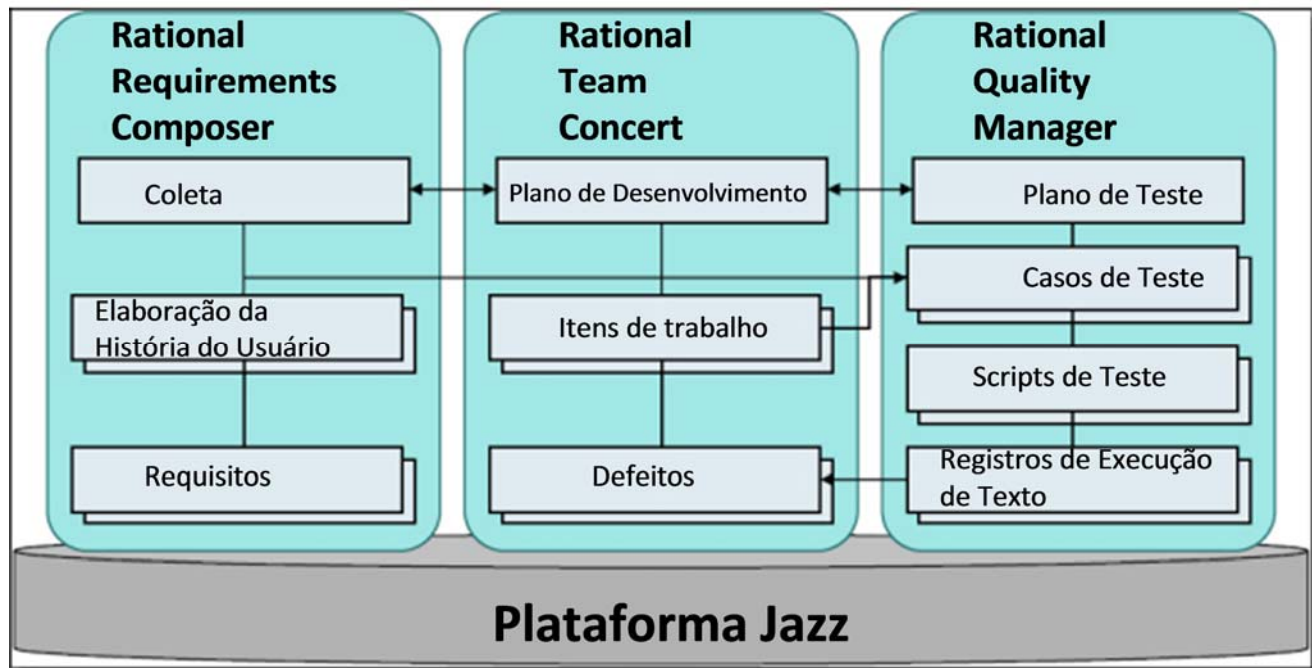 Rational
Requirements
Composer
Coleta
Elaboração da
História do Usuário
Requisitos
Rational
Team
Concert
Plano de Desenvolvimento
Itens de trabalho
Defeitos
Rational
Quality
Manager
Plano de Teste
Casos de Teste
Scripts de Teste
Registros de Execução
de Texto
Plataforma Jazz